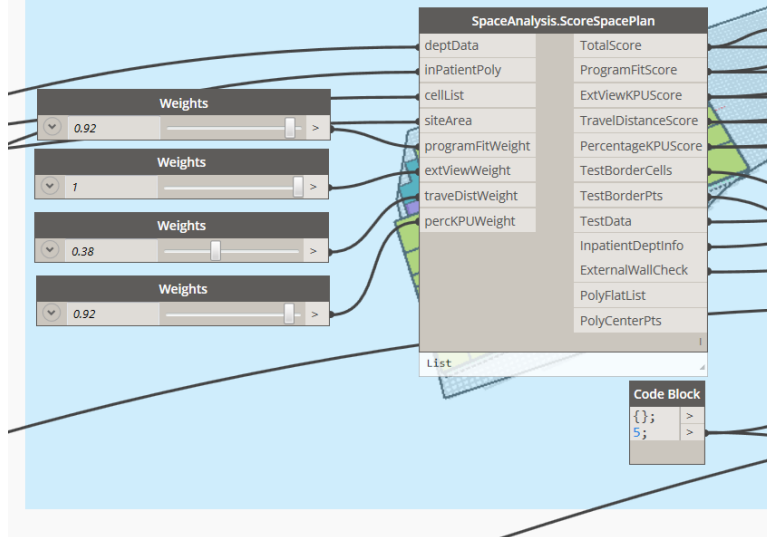 SpaceAnalysis.ScoreSpacePlan
deptData TotalScore
inPatientPoly ProgramFitScore
cellList ExtViewKPUScore
siteArea TravelDistanceScore
programFitWeight PercentageKPUScore
extViewWeight TestBorderCells
traveDistWeight TestBorderPts
percKPUWeight TestData
InpatientDeptInfo
ExternalWallCheck
PolyFlatList
PolyCenterPts
l
List
Weights
0.92 >
Weights
1 >
Weights
0.38 >
Weights
0.92 >
Code Block
{}; >
5; >